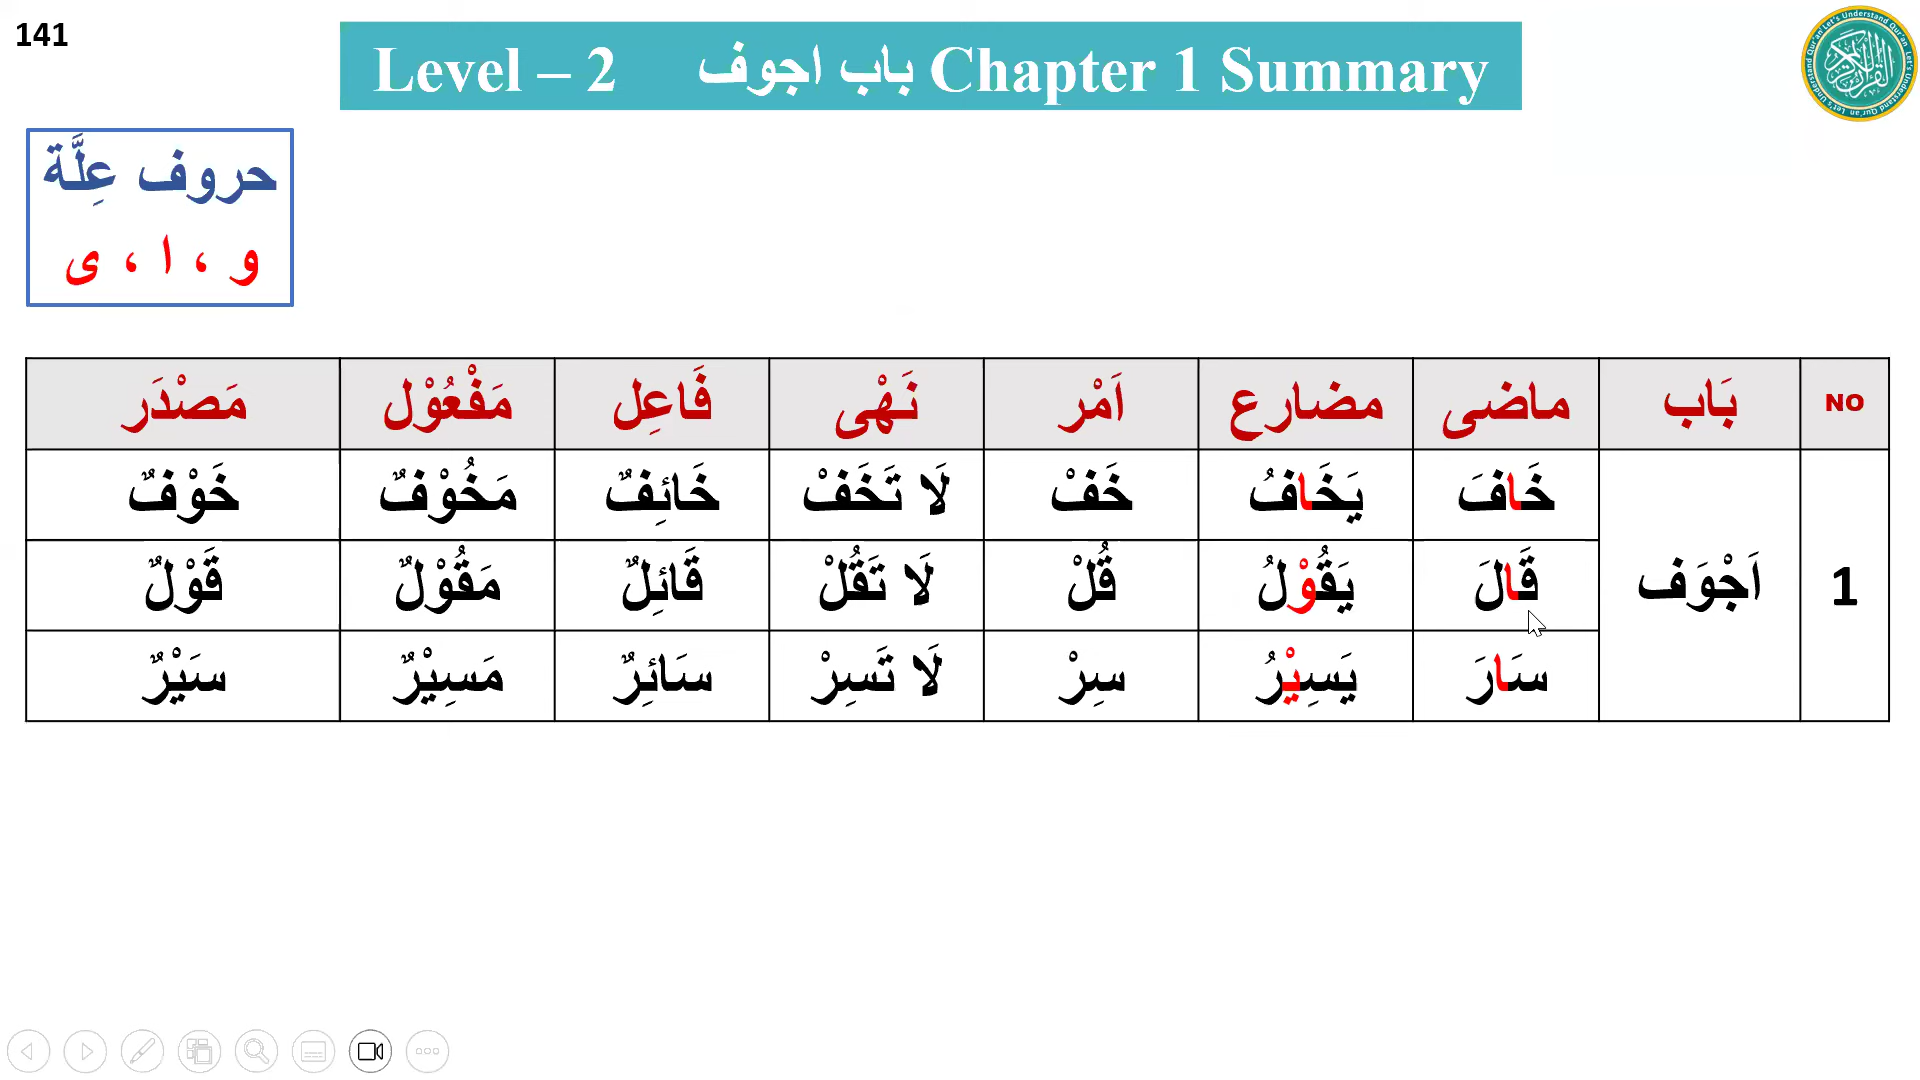 141
Level – 2 باب اجوف Chapter 1 Summary
حروف عِلَّة
و ، ا ، ى
NO بَاب ماضى مضارع اَمْر نَهْى فَاعِل مَفْعُوْل مَصْدَر
1 اَجْوَف
خَافَ يَخَافُ خَفْ لَا تَخَفْ خَائِفٌ مَخُوْفٌ خَوْفٌ
قَالَ يَقُوْلُ قُلْ لَا تَقُلْ قَائِلٌ مَقُوْلٌ قَوْلٌ
سَارَ يَسِيْرُ سِرْ لَا تَسِرْ سَائِرٌ مَسِيْرٌ سَيْرٌ